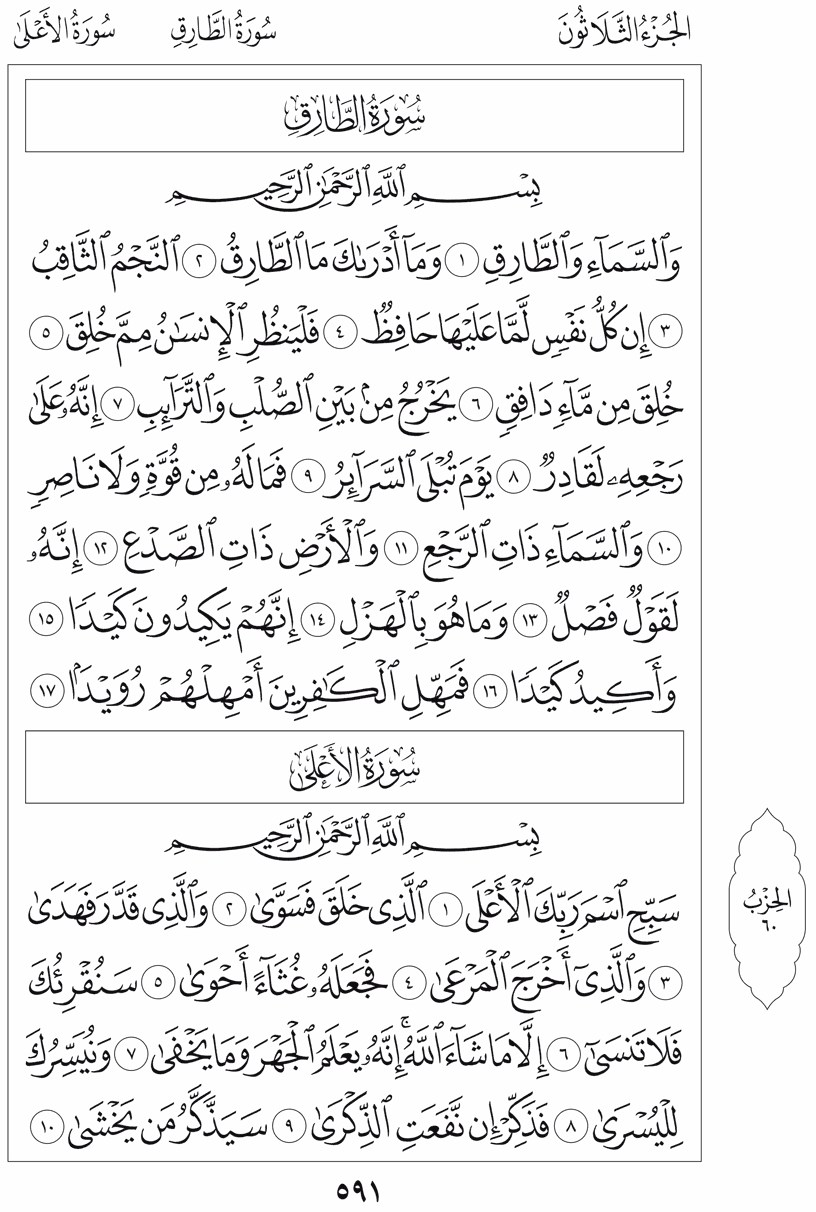 الجُزْءُ الثَّلَاثُونَ سُورَةُ الطَّارِقِ سُورَةُ الأَعْلَىٰ
سُورَةُ الطَّارِقِ
بِسْمِ ٱللَّهِ ٱلرَّحْمَٰنِ ٱلرَّحِيمِ
وَٱلسَّمَآءِ وَٱلطَّارِقِ ١ وَمَآ أَدْرَىٰكَ مَا ٱلطَّارِقُ ٢ ٱلنَّجْمُ ٱلثَّاقِبُ
٣ إِن كُلُّ نَفْسٍ لَّمَّا عَلَيْهَا حَافِظٌ ٤ فَلْيَنظُرِ ٱلْإِنسَٰنُ مِمَّ خُلِقَ ٥
خُلِقَ مِن مَّآءٍ دَافِقٍ ٦ يَخْرُجُ مِنۢ بَيْنِ ٱلصُّلْبِ وَٱلتَّرَآئِبِ ٧ إِنَّهُۥ عَلَىٰ
رَجْعِهِۦ لَقَادِرٌ ٨ يَوْمَ تُبْلَى ٱلسَّرَآئِرُ ٩ فَمَا لَهُۥ مِن قُوَّةٍ وَلَا نَاصِرٍ
١٠ وَٱلسَّمَآءِ ذَاتِ ٱلرَّجْعِ ١١ وَٱلْأَرْضِ ذَاتِ ٱلصَّدْعِ ١٢ إِنَّهُۥ
لَقَوْلٌ فَصْلٌ ١٣ وَمَا هُوَ بِٱلْهَزْلِ ١٤ إِنَّهُمْ يَكِيدُونَ كَيْدًا ١٥
وَأَكِيدُ كَيْدًا ١٦ فَمَهِّلِ ٱلْكَٰفِرِينَ أَمْهِلْهُمْ رُوَيْدًۢا ١٧
سُورَةُ الأَعْلَىٰ
بِسْمِ ٱللَّهِ ٱلرَّحْمَٰنِ ٱلرَّحِيمِ
سَبِّحِ ٱسْمَ رَبِّكَ ٱلْأَعْلَى ١ ٱلَّذِى خَلَقَ فَسَوَّىٰ ٢ وَٱلَّذِى قَدَّرَ فَهَدَىٰ
٣ وَٱلَّذِىٓ أَخْرَجَ ٱلْمَرْعَىٰ ٤ فَجَعَلَهُۥ غُثَآءً أَحْوَىٰ ٥ سَنُقْرِئُكَ
فَلَا تَنسَىٰٓ ٦ إِلَّا مَا شَآءَ ٱللَّهُ ۚ إِنَّهُۥ يَعْلَمُ ٱلْجَهْرَ وَمَا يَخْفَىٰ ٧ وَنُيَسِّرُكَ
لِلْيُسْرَىٰ ٨ فَذَكِّرْ إِن نَّفَعَتِ ٱلذِّكْرَىٰ ٩ سَيَذَّكَّرُ مَن يَخْشَىٰ ١٠
الحِزْبُ
٦٠
٥٩١